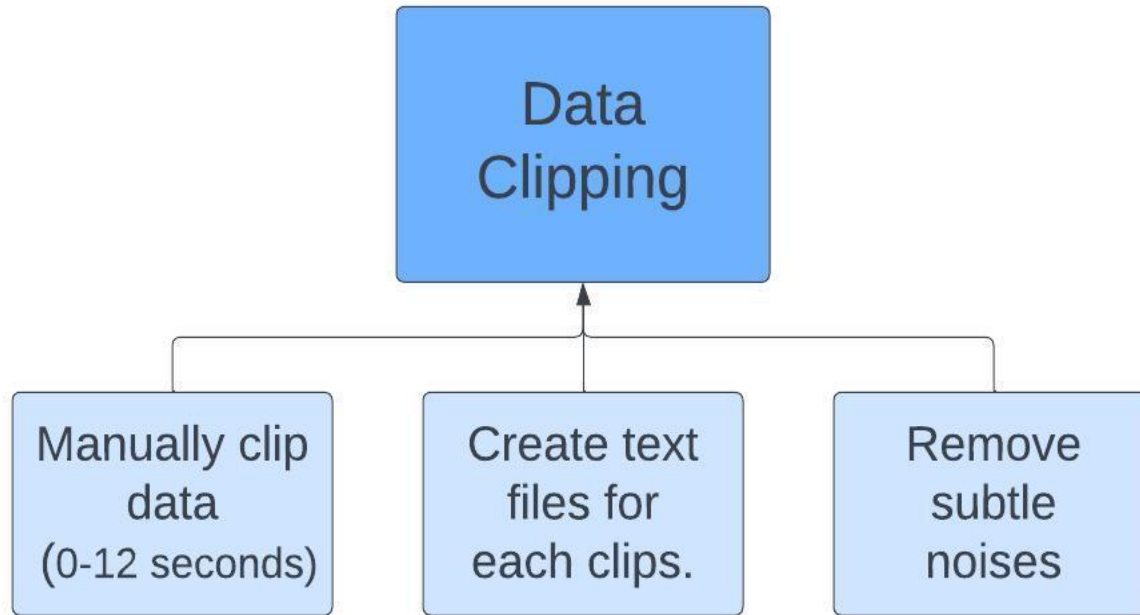 Data
Clipping
Manually clip
data
(0-12 seconds)
Create text
files for
each clips.
Remove
subtle
noises